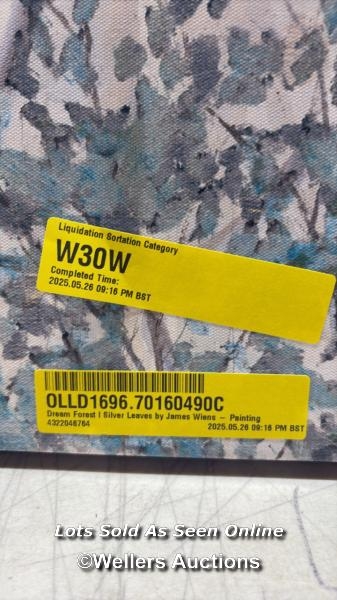 Liquidation Sortation Category
W30W
Completed Time:
2025.05.26 09:16 PM BST
OLLD1696.70160490C
Dream Forest I Silver Leaves by James Wiens – Painting
4322046764 2025.05.26 09:16 PM BST
Lots Sold As Seen Online
©Wellers Auctions